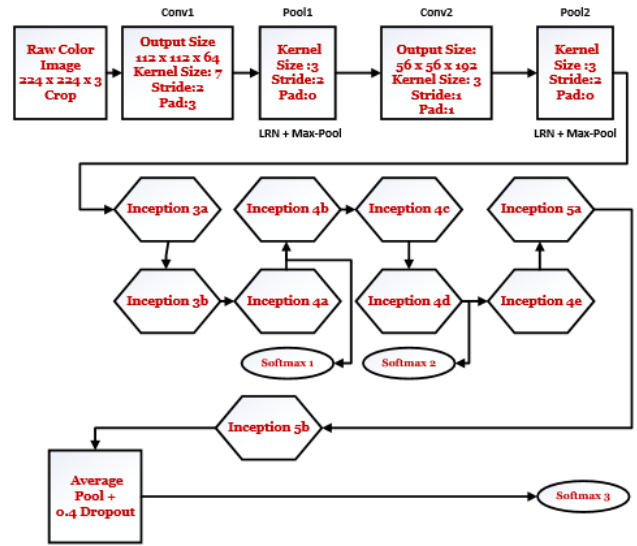 Conv1
Pool1
Conv2
Pool2
Raw Color
Image
224 x 224 x 3
Crop
Output Size
112 x 112 x 64
Kernel Size: 7
Stride:2
Pad:3
Kernel
Size :3
Stride:2
Pad:0
Output Size:
56 x 56 x 192
Kernel Size: 3
Stride:1
Pad:1
Kernel
Size :3
Stride:2
Pad:0
LRN + Max-Pool
LRN + Max-Pool
Inception 3a
Inception 4b
Inception 4c
Inception 5a
Inception 3b
Inception 4a
Inception 4d
Inception 4e
Softmax 1
Softmax 2
Inception 5b
Average
Pool +
0.4 Dropout
Softmax 3